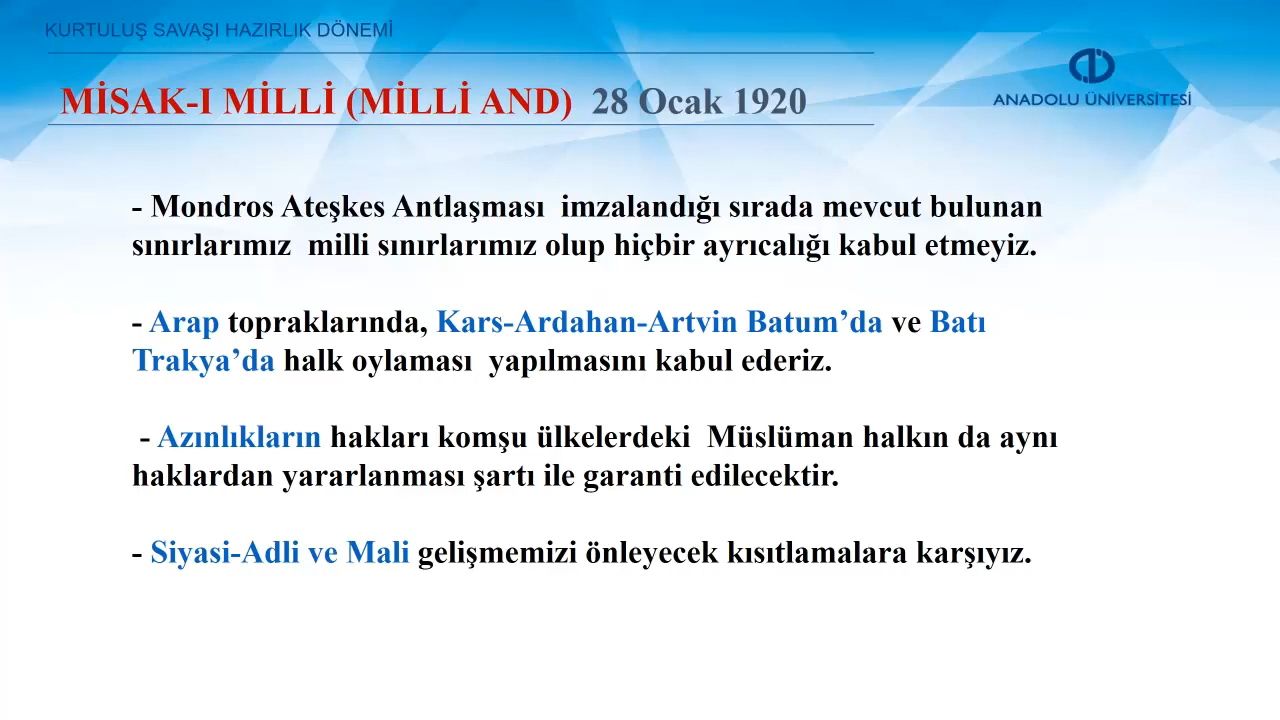 KURTULUŞ SAVAŞI HAZIRLIK DÖNEMİ
MİSAK-I MİLLİ (MİLLİ AND) 28 Ocak 1920
ANADOLU ÜNİVERSİTESİ
- Mondros Ateşkes Antlaşması imzalandığı sırada mevcut bulunan
sınırlarımız milli sınırlarımız olup hiçbir ayrıcalığı kabul etmeyiz.
- Arap topraklarında, Kars-Ardahan-Artvin Batum’da ve Batı
Trakya’da halk oylaması yapılmasını kabul ederiz.
- Azınlıkların hakları komşu ülkelerdeki Müslüman halkın da aynı
haklardan yararlanması şartı ile garanti edilecektir.
- Siyasi-Adli ve Mali gelişmemizi önleyecek kısıtlamalara karşıyız.